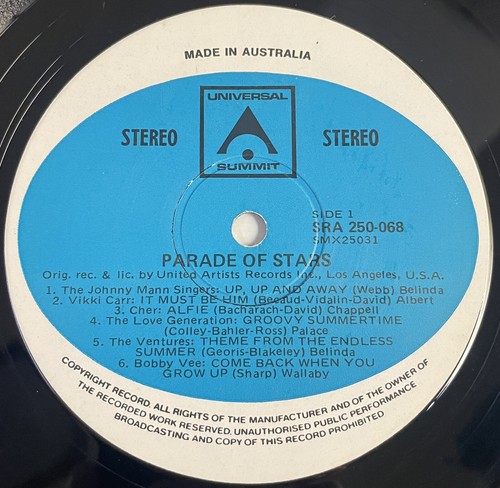 MADE IN AUSTRALIA
UNIVERSAL
SUMMIT
STEREO
STEREO
SIDE 1
SRA 250-068
SMX25031
PARADE OF STARS
Orig. rec. & lic. by United Artists Records Inc., Los Angeles, U.S.A.
1. The Johnny Mann Singers: UP, UP AND AWAY (Webb) Belinda
2. Vikki Carr: IT MUST BE HIM (Becaud-Vidalin-David) Albert
3. Cher: ALFIE (Bacharach-David) Chappell
4. The Love Generation: GROOVY SUMMERTIME
(Colley-Bahler-Ross) Palace
5. The Ventures: THEME FROM THE ENDLESS
SUMMER (Georis-Blakeley) Belinda
6. Bobby Vee: COME BACK WHEN YOU
GROW UP (Sharp) Wallaby
COPYRIGHT RECORD. ALL RIGHTS OF THE MANUFACTURER AND OF THE OWNER OF
THE RECORDED WORK RESERVED. UNAUTHORISED PUBLIC PERFORMANCE
BROADCASTING AND COPY OF THIS RECORD PROHIBITED